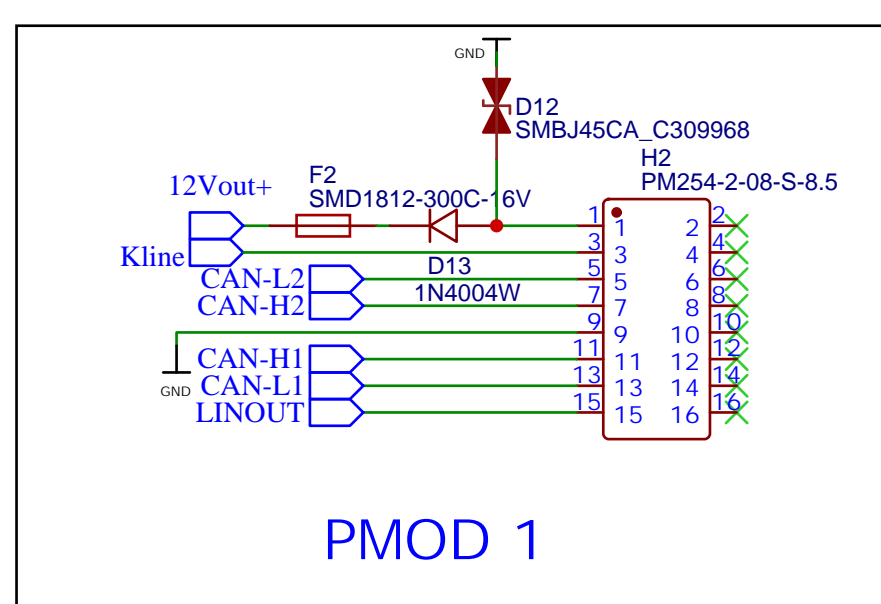 GND
D12
SMBJ45CA_C309968
H2
PM254-2-08-S-8.5
F2
SMD1812-300C-16V
12Vout+
1 1 2 2
Kline 3 3 4 4
D13
CAN-L2 5 5 6 6
1N4004W
CAN-H2 7 7 8 8
9 9 10 10
GND
CAN-H1 11 11 12 12
CAN-L1 13 13 14 14
LINOUT 15 15 16 16
PMOD 1